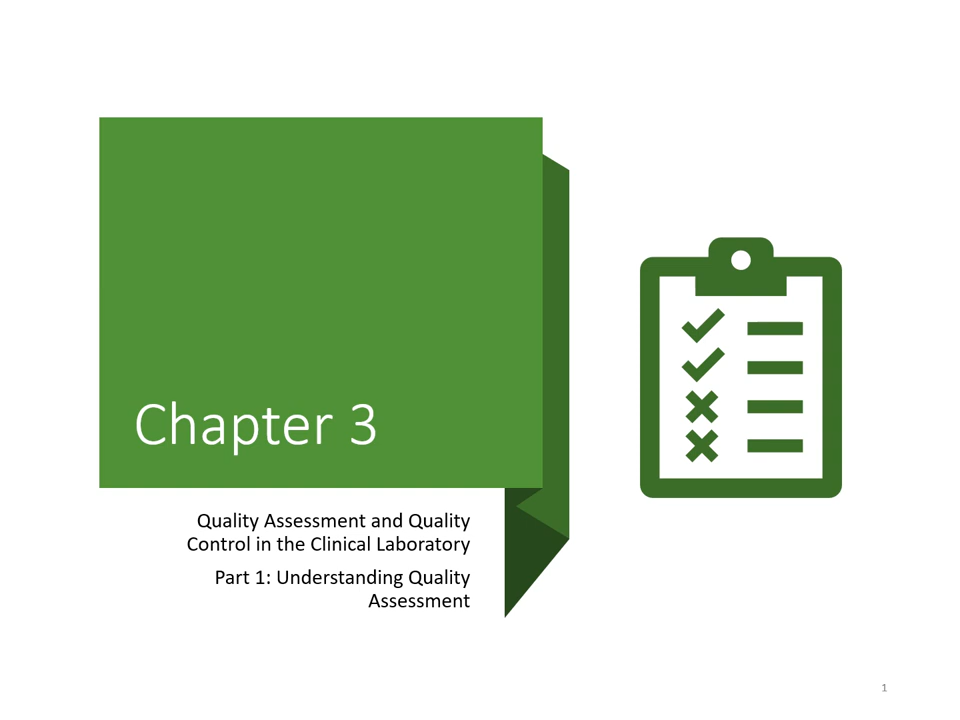 Chapter 3
Quality Assessment and Quality
Control in the Clinical Laboratory
Part 1: Understanding Quality
Assessment
1